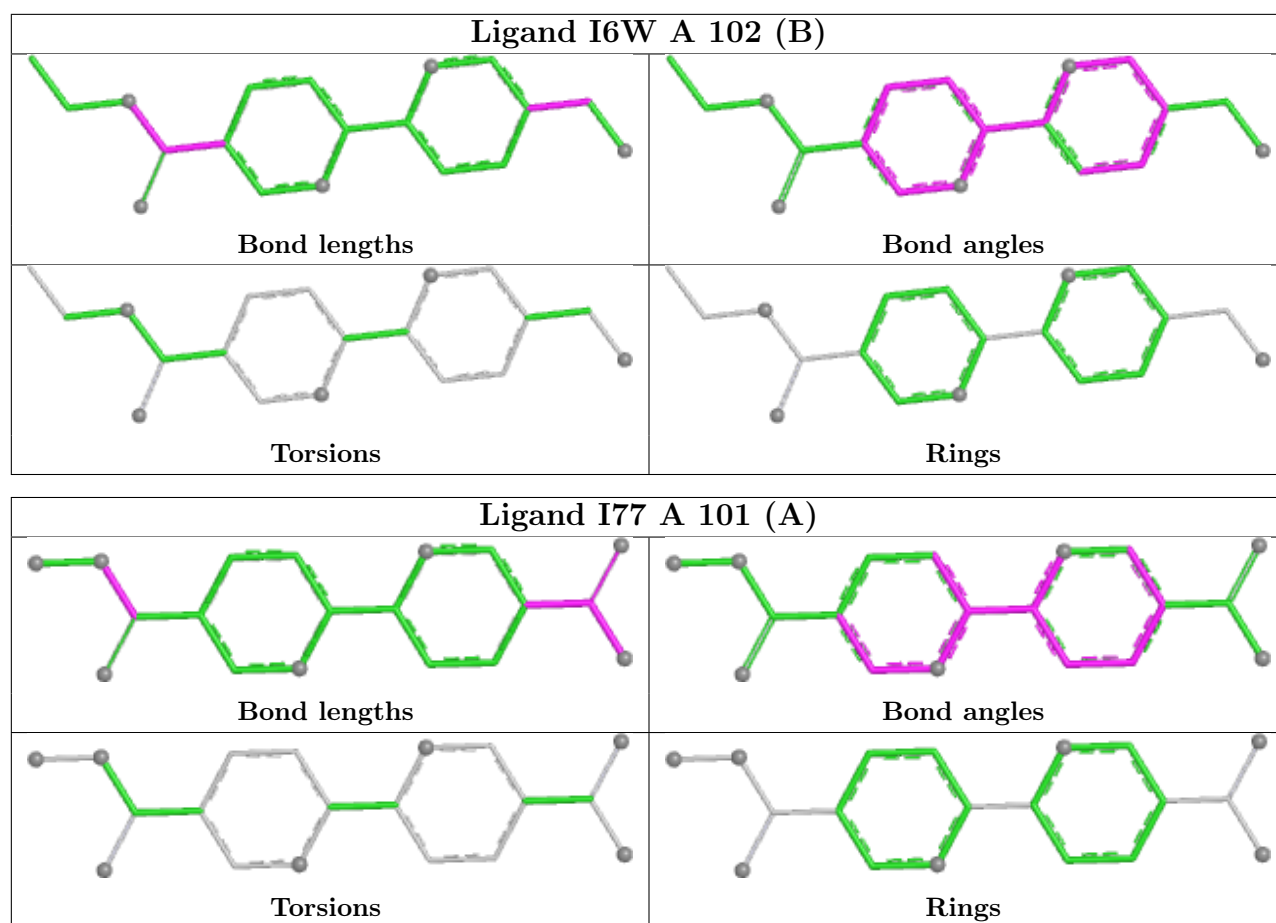 Ligand I6W A 102 (B)
Bond lengths
Bond angles
Torsions
Rings
Ligand I77 A 101 (A)
Bond lengths
Bond angles
Torsions
Rings